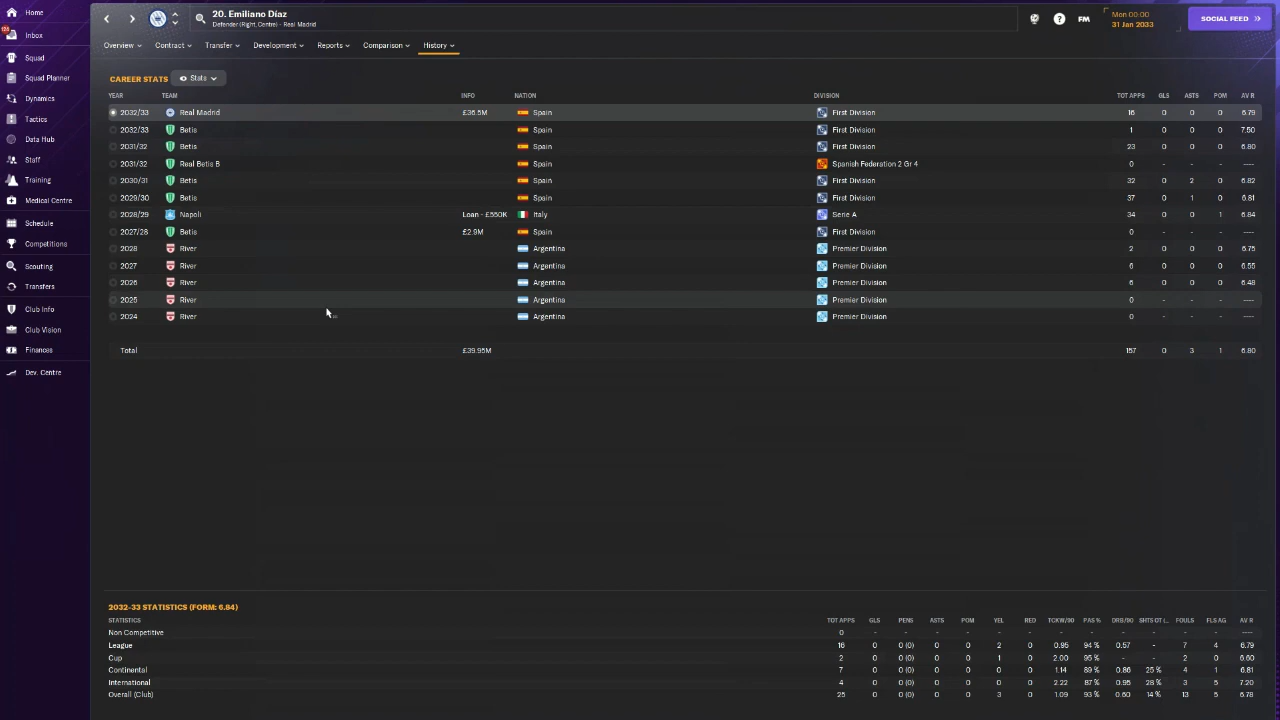 Home
20. Emiliano Díaz
Defender (Right, Centre) - Real Madrid
FM
Mon 00:00
31 Jan 2033
SOCIAL FEED
Inbox
Overview Contract Transfer Development Reports Comparison History
Squad
Squad Planner
Dynamics
Tactics
Data Hub
Staff
Training
Medical Centre
Schedule
Competitions
Scouting
Transfers
Club Info
Club Vision
Finances
Dev. Centre
CAREER STATS Stats
YEAR TEAM INFO NATION DIVISION TOT APPS GLS ASTS POM AV R
2032/33 Real Madrid £36.5M Spain First Division 16 0 0 0 6.79
2032/33 Betis Spain First Division 1 0 0 0 7.50
2031/32 Betis Spain First Division 23 0 0 0 6.80
2031/32 Real Betis B Spain Spanish Federation 2 Gr 4 0 - - - ----
2030/31 Betis Spain First Division 32 0 2 0 6.82
2029/30 Betis Spain First Division 37 0 1 0 6.81
2028/29 Napoli Loan - £550K Italy Serie A 34 0 0 1 6.84
2027/28 Betis £2.9M Spain First Division 0 - - - ----
2028 River Argentina Premier Division 2 0 0 0 6.75
2027 River Argentina Premier Division 6 0 0 0 6.55
2026 River Argentina Premier Division 6 0 0 0 6.48
2025 River Argentina Premier Division 0 - - - ----
2024 River Argentina Premier Division 0 - - - ----
Total £39.95M 157 0 3 1 6.80
2032-33 STATISTICS (FORM: 6.84)
STATISTICS TOT APPS GLS PENS ASTS POM YEL RED TCKW/90 PAS % DRB/90 SHTS OT (... FOULS FLS AG AV R
Non Competitive 0 - - - - - - - - - - - - ----
League 16 0 0 (0) 0 0 2 0 0.95 94 % 0.57 - 7 4 6.79
Cup 2 0 0 (0) 0 0 1 0 2.00 95 % - - 2 0 6.60
Continental 7 0 0 (0) 0 0 0 0 1.14 89 % 0.86 25 % 4 1 6.81
International 4 0 0 (0) 0 0 0 0 2.22 87 % 0.95 28 % 3 5 7.20
Overall (Club) 25 0 0 (0) 0 0 3 0 1.09 93 % 0.60 14 % 13 5 6.78